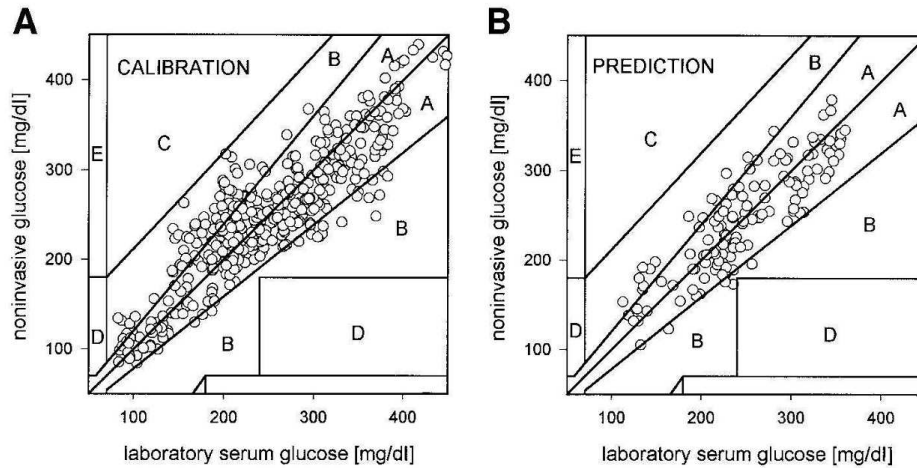 A
CALIBRATION
B
A
A
C
E
B
D
B
D
400
300
200
100
100
200
300
400
noninvasive glucose [mg/dl]
laboratory serum glucose [mg/dl]
B
PREDICTION
B
A
A
C
E
B
D
B
D
400
300
200
100
100
200
300
400
noninvasive glucose [mg/dl]
laboratory serum glucose [mg/dl]